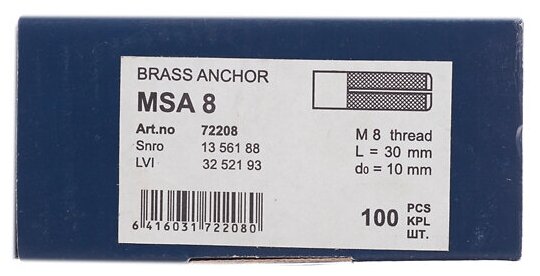 BRASS ANCHOR
MSA 8
Art.no 72208
Snro 13 561 88
LVI 32 521 93
M 8 thread
L = 30 mm
d₀ = 10 mm
6 416031 722080
100 PCS
KPL
ШТ.